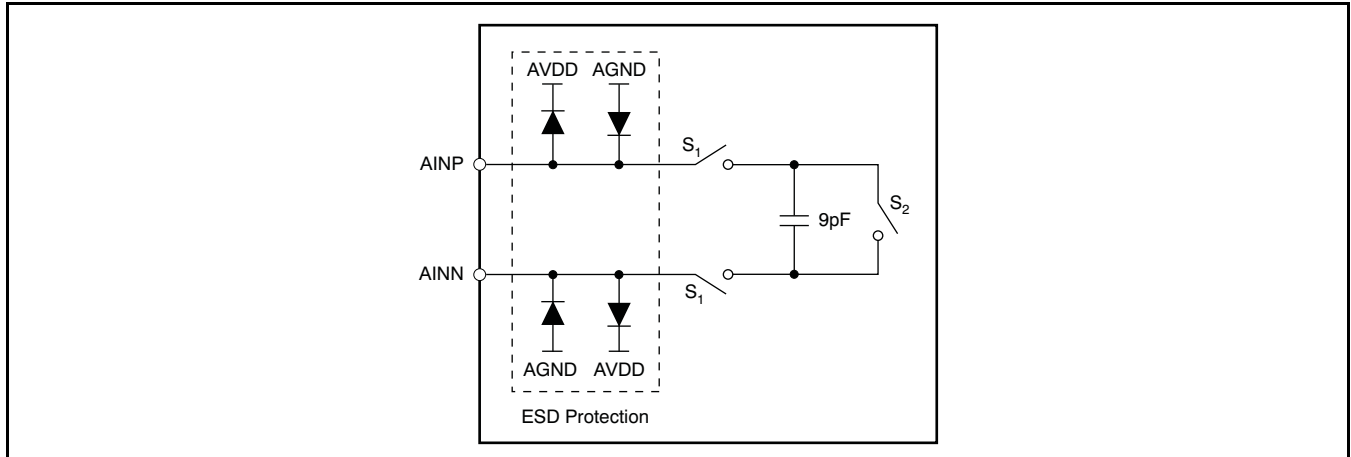 AVDD AGND
S₁
AINP
S₂
9pF
AINN
S₁
AGND AVDD
ESD Protection